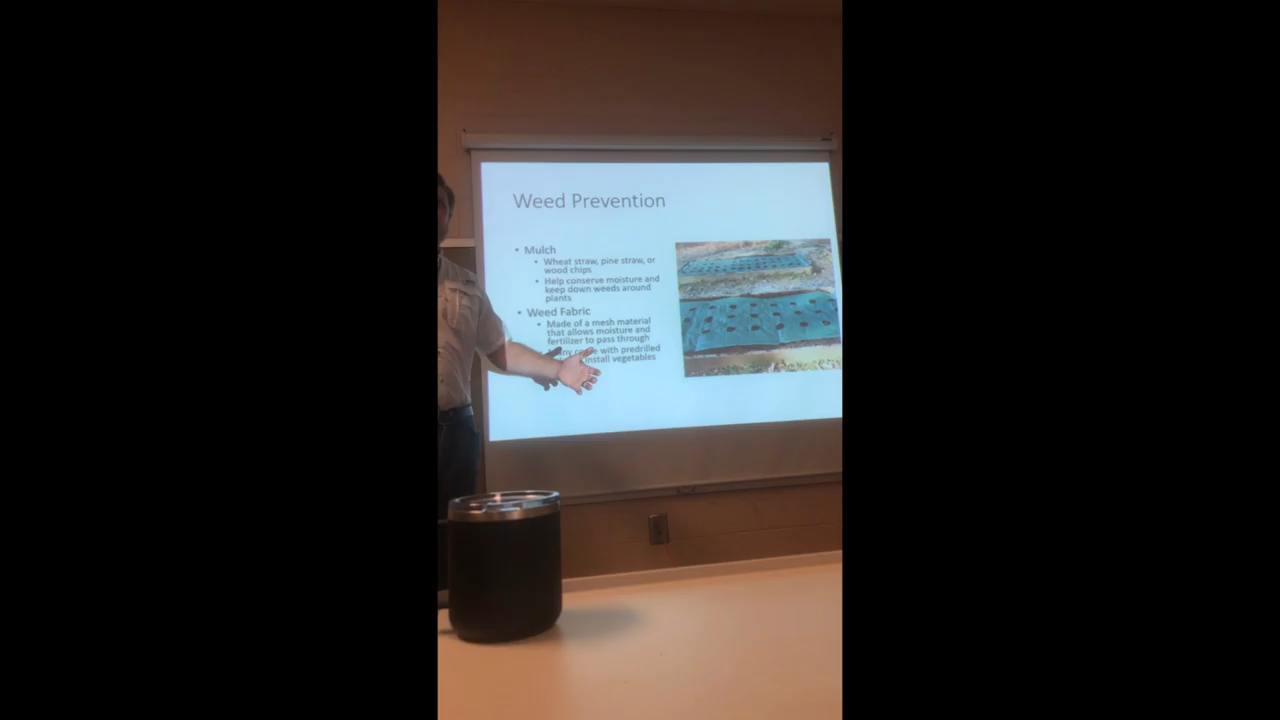 Weed Prevention
• Mulch
• Wheat straw, pine straw, or
wood chips
• Help conserve moisture and
keep down weeds around
plants
• Weed Fabric
• Made of a mesh material
that allows moisture and
fertilizer to pass through
with predrilled
install vegetables